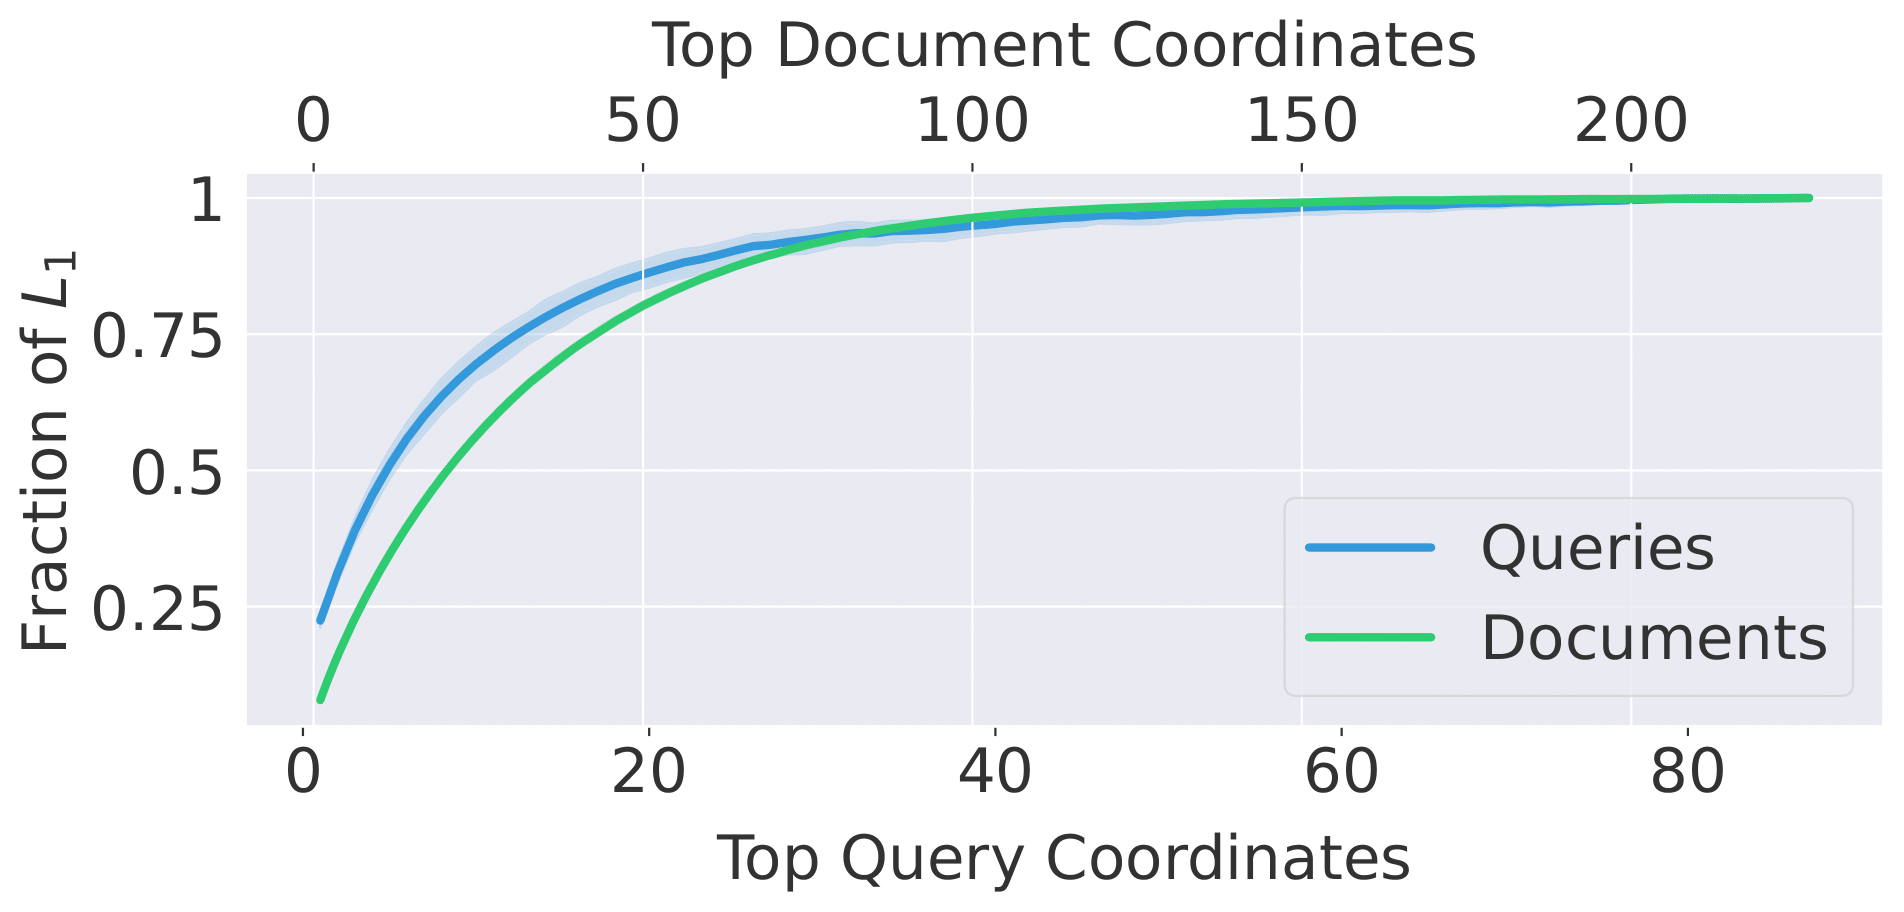 Top Document Coordinates
0 50 100 150 200
1
0.75
0.5
0.25
Fraction of L₁
Queries
Documents
0 20 40 60 80
Top Query Coordinates